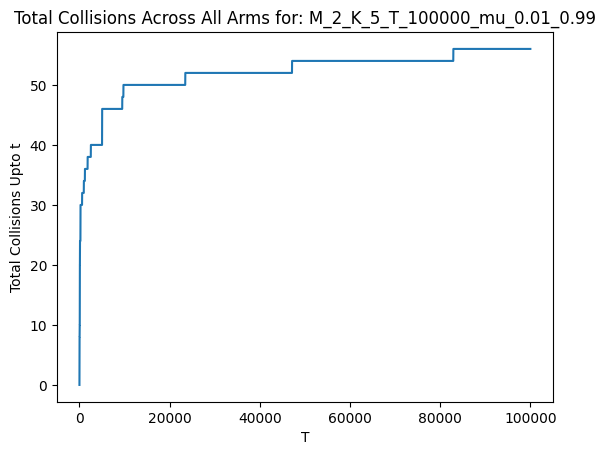 Total Collisions Across All Arms for: M_2_K_5_T_100000_mu_0.01_0.99
Total Collisions Upto t
50
40
30
20
10
0
0 20000 40000 60000 80000 100000
T